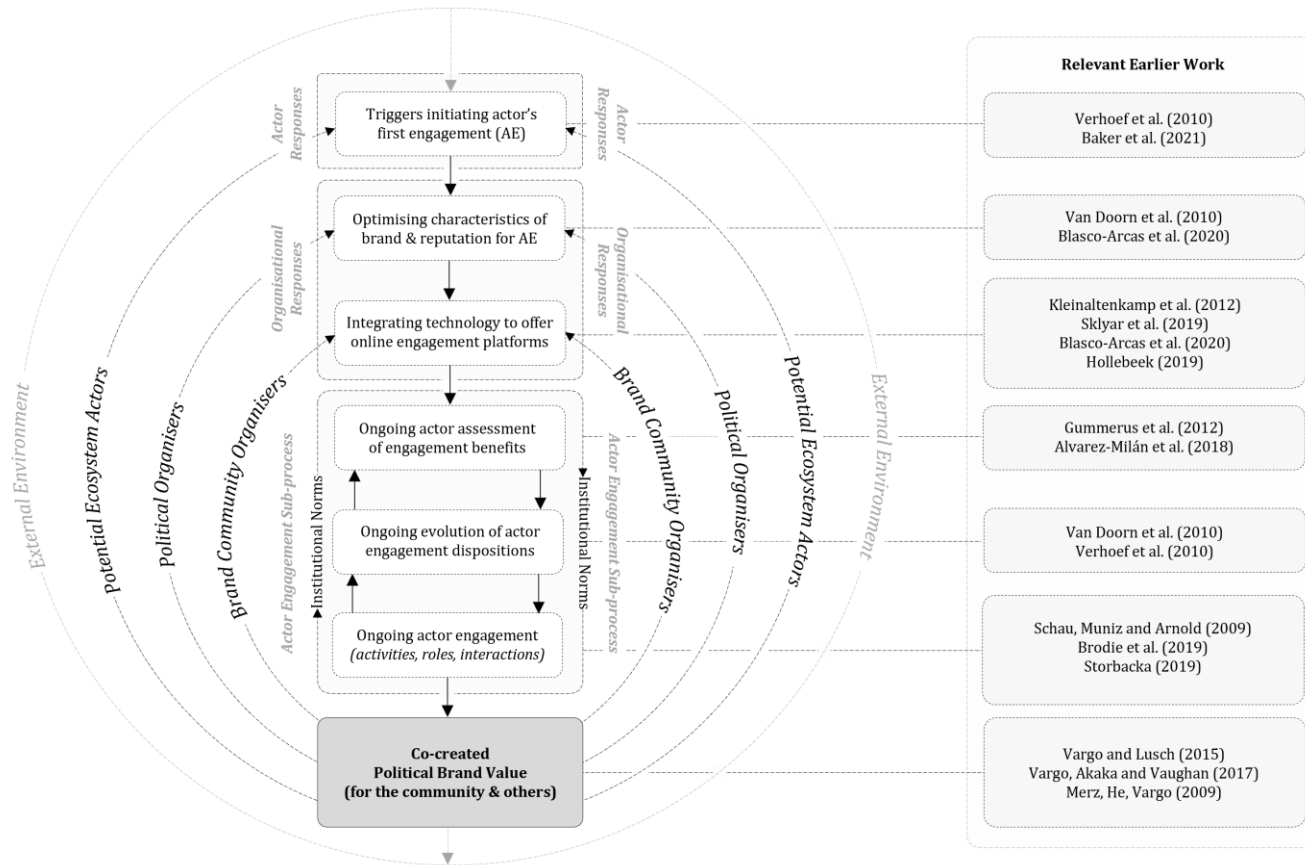 Relevant Earlier Work
Actor
Responses
Triggers initiating actor's
first engagement (AE)
Actor
Responses
Verhoef et al. (2010)
Baker et al. (2021)
Organisational
Responses
Optimising characteristics of
brand & reputation for AE
Integrating technology to offer
online engagement platforms
Organisational
Responses
Van Doorn et al. (2010)
Blasco-Arcas et al. (2020)
Kleinaltenkamp et al. (2012)
Sklyar et al. (2019)
Blasco-Arcas et al. (2020)
Hollebeek (2019)
External Environment
Potential Ecosystem Actors
Political Organisers
Brand Community Organisers
Actor Engagement Sub-process
Institutional Norms
Ongoing actor assessment
of engagement benefits
Ongoing evolution of actor
engagement dispositions
Ongoing actor engagement
(activities, roles, interactions)
Institutional Norms
Actor Engagement Sub-process
Brand Community Organisers
Political Organisers
Potential Ecosystem Actors
External Environment
Gummerus et al. (2012)
Alvarez-Milán et al. (2018)
Van Doorn et al. (2010)
Verhoef et al. (2010)
Schau, Muniz and Arnold (2009)
Brodie et al. (2019)
Storbacka (2019)
Co-created
Political Brand Value
(for the community & others)
Vargo and Lusch (2015)
Vargo, Akaka and Vaughan (2017)
Merz, He, Vargo (2009)